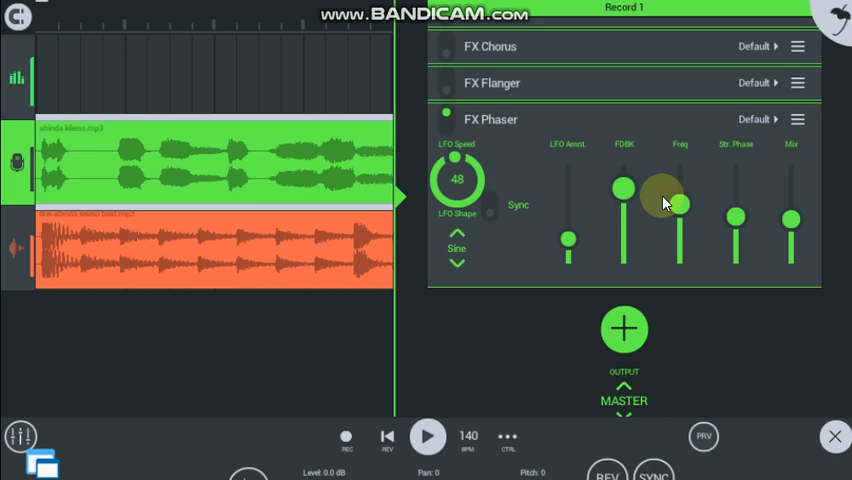 www.BANDICAM.com
Record 1
FX Chorus
Default
FX Flanger
Default
FX Phaser
Default
LFO Speed
LFO Amnt.
FDBK
Freq
Str. Phase
Mix
48
Sync
LFO Shape
Sine
abinda kikeso.mp3
OUTPUT
MASTER
REC
REV
140
BPM
CTRL
PRV
Level: 0.0 dB
Pan: 0
Pitch: 0
REV
SYNC